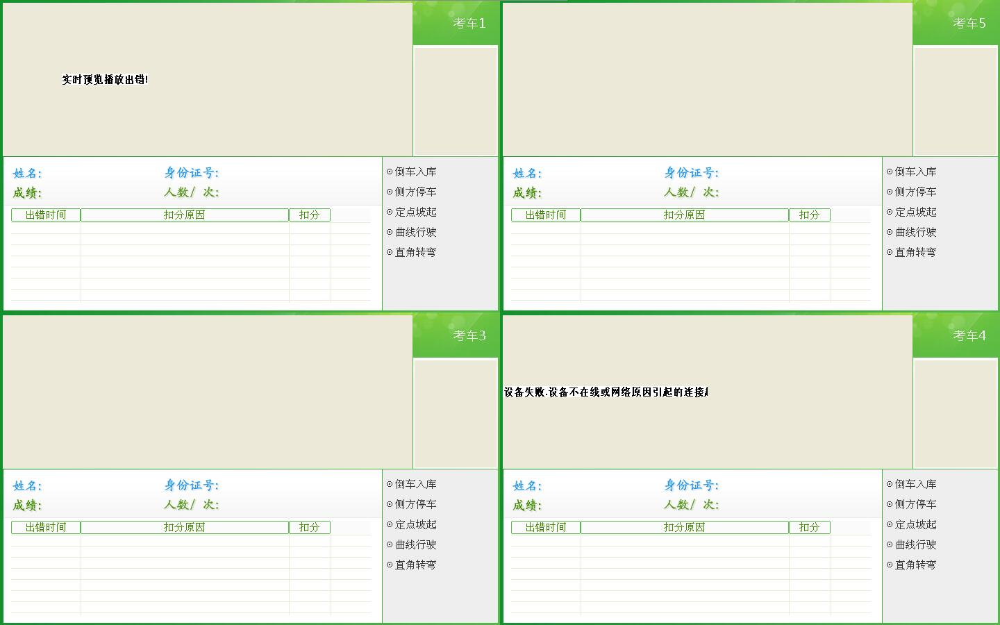 考车1
实时预览播放出错!
姓名: 身份证号:
成绩: 人数/ 次:
出错时间 扣分原因 扣分
倒车入库
侧方停车
定点坡起
曲线行驶
直角转弯
考车5
姓名: 身份证号:
成绩: 人数/ 次:
出错时间 扣分原因 扣分
倒车入库
侧方停车
定点坡起
曲线行驶
直角转弯
考车3
姓名: 身份证号:
成绩: 人数/ 次:
出错时间 扣分原因 扣分
倒车入库
侧方停车
定点坡起
曲线行驶
直角转弯
考车4
设备失败.设备不在线或网络原因引起的连接
姓名: 身份证号:
成绩: 人数/ 次:
出错时间 扣分原因 扣分
倒车入库
侧方停车
定点坡起
曲线行驶
直角转弯